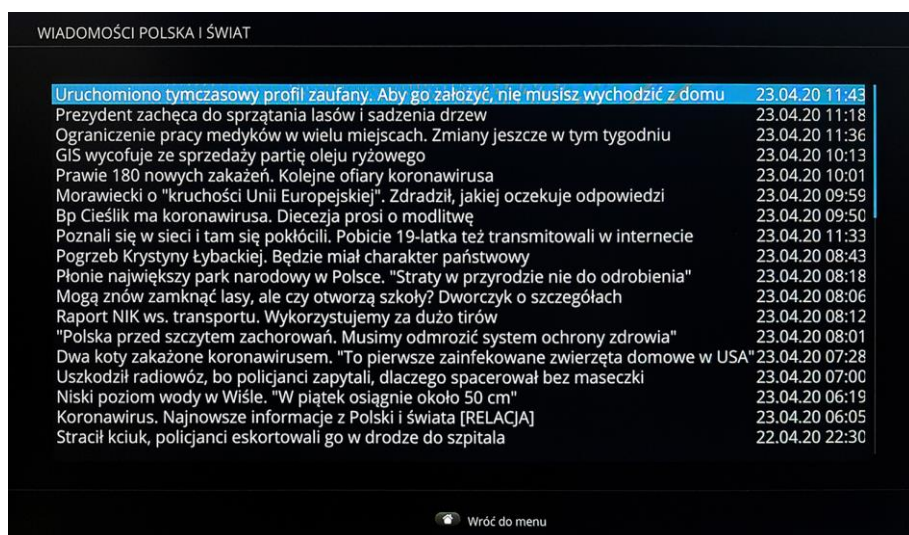 WIADOMOŚCI POLSKA I ŚWIAT
Uruchomiono tymczasowy profil zaufany. Aby go założyć, nie musisz wychodzić z domu 23.04.20 11:43
Prezydent zachęca do sprzątania lasów i sadzenia drzew 23.04.20 11:18
Ograniczenie pracy medyków w wielu miejscach. Zmiany jeszcze w tym tygodniu 23.04.20 11:36
GIS wycofuje ze sprzedaży partię oleju ryżowego 23.04.20 10:13
Prawie 180 nowych zakażeń. Kolejne ofiary koronawirusa 23.04.20 10:01
Morawiecki o "kruchości Unii Europejskiej". Zdradził, jakiej oczekuje odpowiedzi 23.04.20 09:59
Bp Cieślik ma koronawirusa. Diecezja prosi o modlitwę 23.04.20 09:50
Poznali się w sieci i tam się pokłócili. Pobicie 19-latka też transmitowali w internecie 23.04.20 11:33
Pogrzeb Krystyny Łybackiej. Będzie miał charakter państwowy 23.04.20 08:43
Płonie największy park narodowy w Polsce. "Straty w przyrodzie nie do odrobienia" 23.04.20 08:18
Mogą znów zamknąć lasy, ale czy otworzą szkoły? Dworczyk o szczegółach 23.04.20 08:06
Raport NIK ws. transportu. Wykorzystujemy za dużo tirów 23.04.20 08:12
"Polska przed szczytem zachorowań. Musimy odmrozić system ochrony zdrowia" 23.04.20 08:01
Dwa koty zakażone koronawirusem. "To pierwsze zainfekowane zwierzęta domowe w USA" 23.04.20 07:28
Uszkodził radiowóz, bo policjanci zapytali, dlaczego spacerował bez maseczki 23.04.20 07:00
Niski poziom wody w Wiśle. "W piątek osiągnie około 50 cm" 23.04.20 06:19
Koronawirus. Najnowsze informacje z Polski i świata [RELACJA] 23.04.20 06:05
Stracił kciuk, policjanci eskortowali go w drodze do szpitala 22.04.20 22:30
Wróć do menu